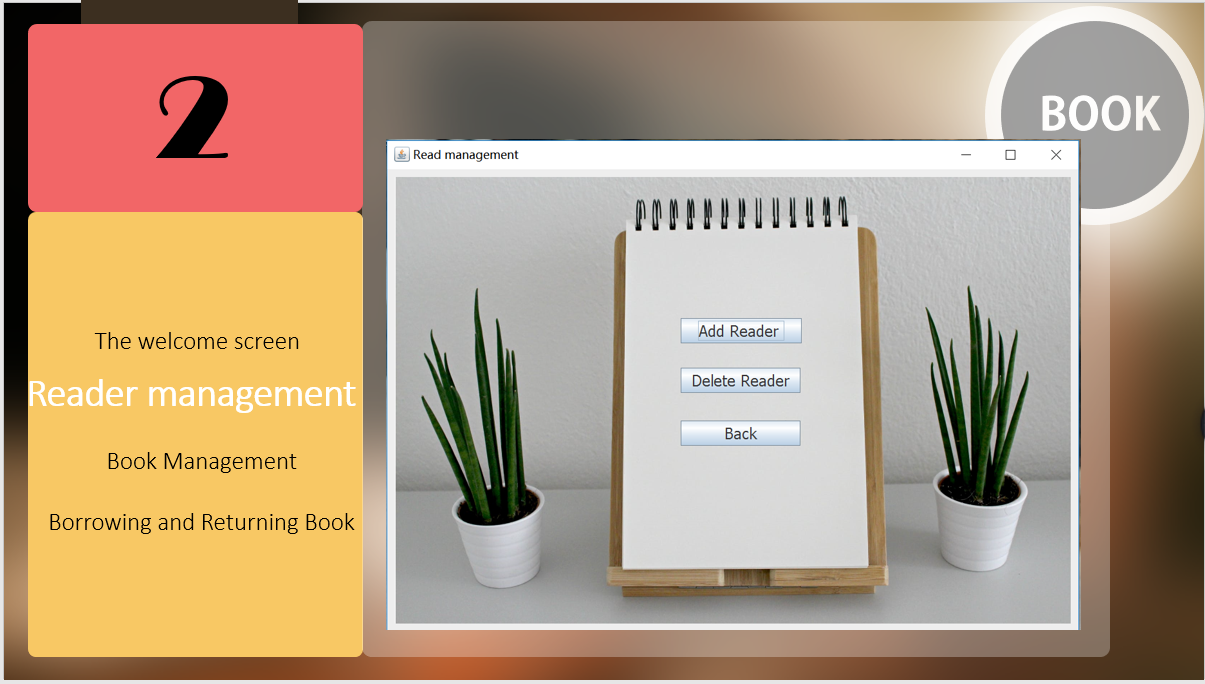 2
The welcome screen
Reader management
Book Management
Borrowing and Returning Book
BOOK
Read management
Add Reader
Delete Reader
Back